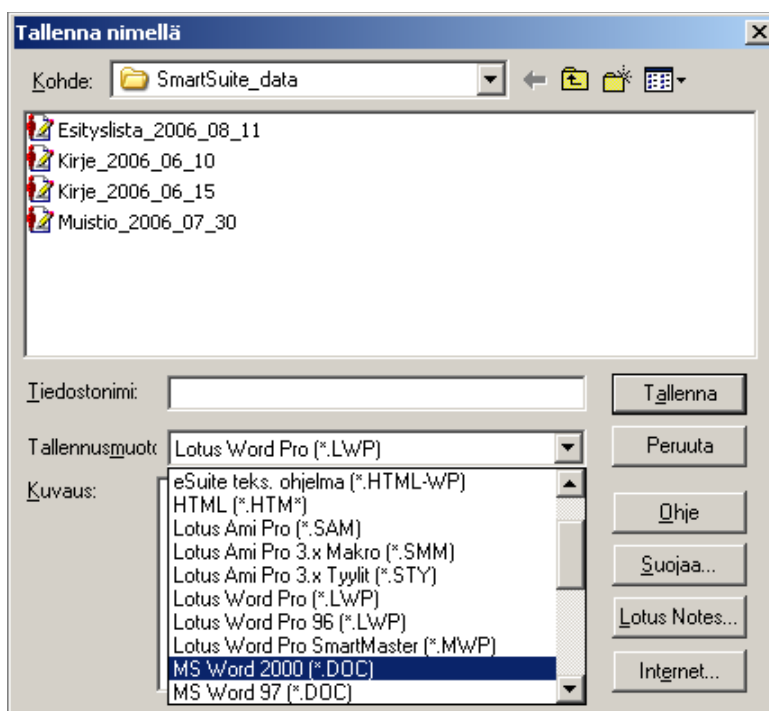 Tallenna nimellä
Kohde: SmartSuite_data
Esityslista_2006_08_11
Kirje_2006_06_10
Kirje_2006_06_15
Muistio_2006_07_30
Tiedostonimi:
Tallenna
Tallennusmuoto Lotus Word Pro (*.LWP)
Peruuta
Kuvaus:
eSuite teks. ohjelma (*.HTML-WP)
HTML (*.HTM*)
Lotus Ami Pro (*.SAM)
Lotus Ami Pro 3.x Makro (*.SMM)
Lotus Ami Pro 3.x Tyylit (*.STY)
Lotus Word Pro (*.LWP)
Lotus Word Pro 96 (*.LWP)
Lotus Word Pro SmartMaster (*.MWP)
MS Word 2000 (*.DOC)
MS Word 97 (*.DOC)
Ohje
Suojaa...
Lotus Notes...
Internet...